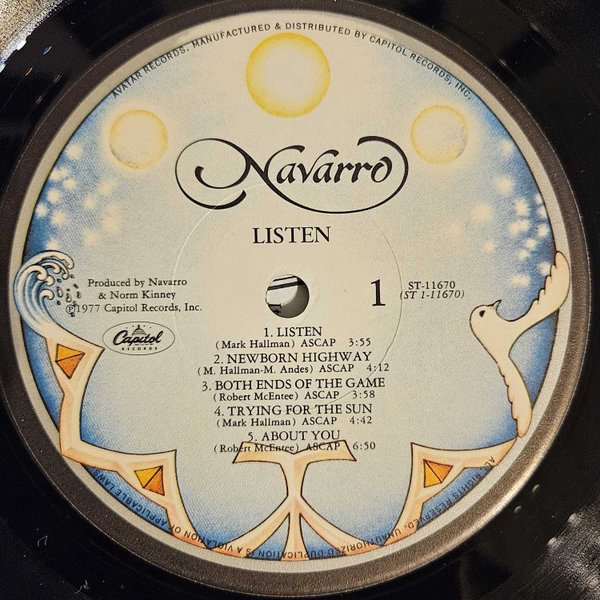 AVATAR RECORDS, MANUFACTURED & DISTRIBUTED BY CAPITOL RECORDS, INC.
Navarro
LISTEN
Produced by Navarro
& Norm Kinney
℗1977 Capitol Records, Inc.
Capitol
RECORDS
1
ST-11670
(ST 1-11670)
1. LISTEN
(Mark Hallman) ASCAP 3:55
2. NEWBORN HIGHWAY
(M. Hallman-M. Andes) ASCAP 4:12
3. BOTH ENDS OF THE GAME
(Robert McEntee) ASCAP 3:58
4. TRYING FOR THE SUN
(Mark Hallman) ASCAP 4:42
5. ABOUT YOU
(Robert McEntee) ASCAP 6:50
ALL RIGHTS RESERVED. UNAUTHORIZED DUPLICATION IS A VIOLATION OF APPLICABLE LAWS